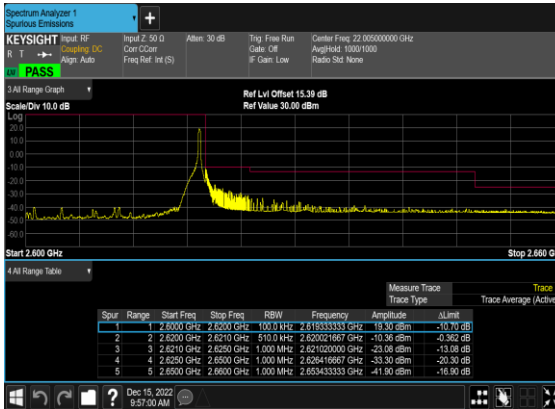 Spectrum Analyzer 1
Spurious Emissions
KEYSIGHT Input: RF Input Z: 50 Ω Atten: 30 dB Trig: Free Run Center Freq: 22.005000000 GHz
R T Coupling: DC Corr CCorr Gate: Off Avg|Hold: 1000/1000
Align: Auto Freq Ref: Int (S) IF Gain: Low Radio Std: None
PASS
3 All Range Graph
Ref Lvl Offset 15.39 dB
Scale/Div 10.0 dB Ref Value 30.00 dBm
Log
20.0
10.0
0.00
-10.0
-20.0
-30.0
-40.0
-50.0
-60.0
Start 2.600 GHz Stop 2.660 G
4 All Range Table
Measure Trace Trace
Trace Type Trace Average (Active
Spur Range Start Freq Stop Freq RBW Frequency Amplitude ΔLimit
1 1 2.6000 GHz 2.6200 GHz 100.0 kHz 2.619333333 GHz 19.30 dBm -10.70 dB
2 2 2.6200 GHz 2.6210 GHz 510.0 kHz 2.620021667 GHz -10.36 dBm -0.362 dB
3 3 2.6210 GHz 2.6250 GHz 1.000 MHz 2.621020000 GHz -23.08 dBm -13.08 dB
4 4 2.6250 GHz 2.6500 GHz 1.000 MHz 2.626416667 GHz -33.30 dBm -20.30 dB
5 5 2.6500 GHz 2.6600 GHz 1.000 MHz 2.653433333 GHz -41.90 dBm -16.90 dB
Dec 15, 2022
9:57:00 AM